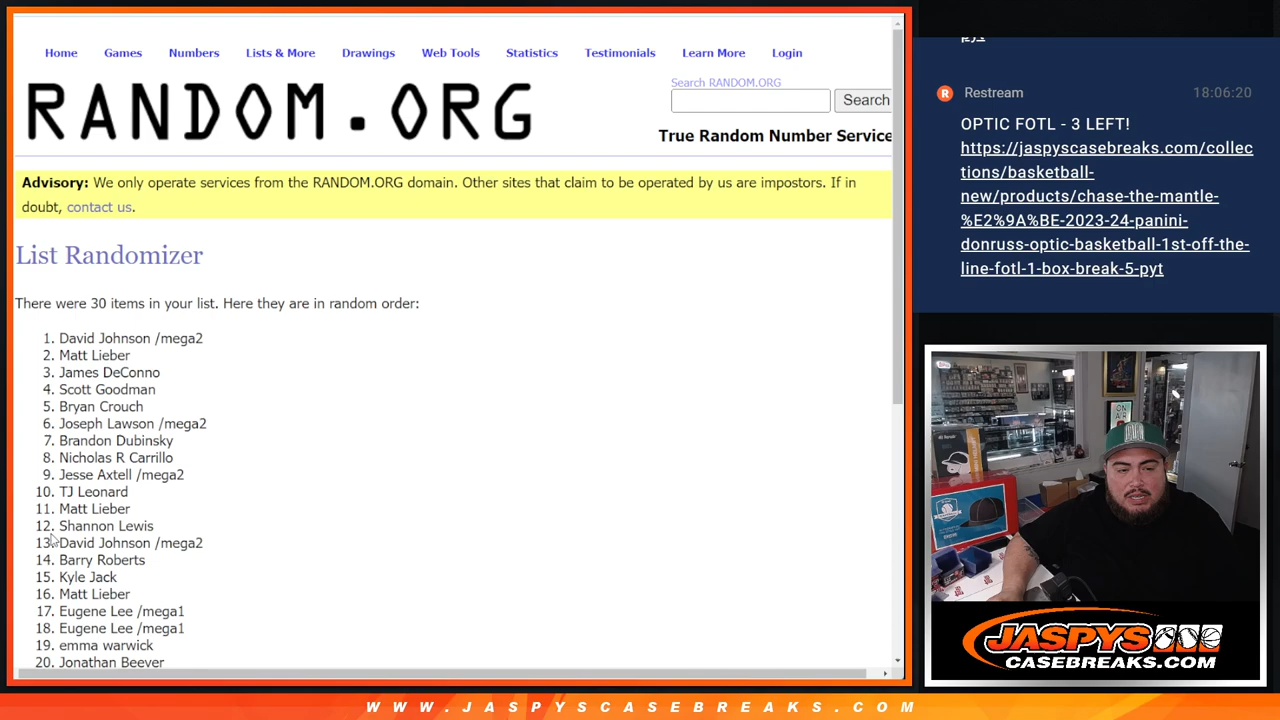 Home Games Numbers Lists & More Drawings Web Tools Statistics Testimonials Learn More Login
RANDOM.ORG
Search RANDOM.ORG
Search
True Random Number Service
Advisory: We only operate services from the RANDOM.ORG domain. Other sites that claim to be operated by us are impostors. If in
doubt, contact us.
List Randomizer
There were 30 items in your list. Here they are in random order:
1. David Johnson /mega2
2. Matt Lieber
3. James DeConno
4. Scott Goodman
5. Bryan Crouch
6. Joseph Lawson /mega2
7. Brandon Dubinsky
8. Nicholas R Carrillo
9. Jesse Axtell /mega2
10. TJ Leonard
11. Matt Lieber
12. Shannon Lewis
13. David Johnson /mega2
14. Barry Roberts
15. Kyle Jack
16. Matt Lieber
17. Eugene Lee /mega1
18. Eugene Lee /mega1
19. emma warwick
20. Jonathan Beever
R Restream 18:06:20
OPTIC FOTL - 3 LEFT!
https://jaspyscasebreaks.com/collec
tions/basketball-
new/products/chase-the-mantle-
%E2%9A%BE-2023-24-panini-
donruss-optic-basketball-1st-off-the-
line-fotl-1-box-break-5-pyt
ON
AIR
JASPYS
CASEBREAKS.COM
WWW.JASPYSCASEBREAKS.COM